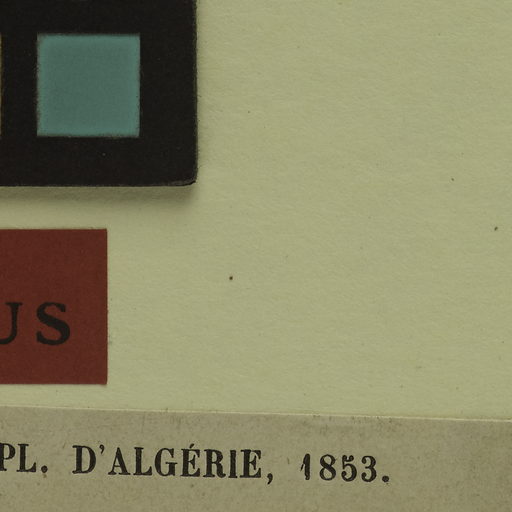 US
PL. D'ALGÉRIE, 1853.